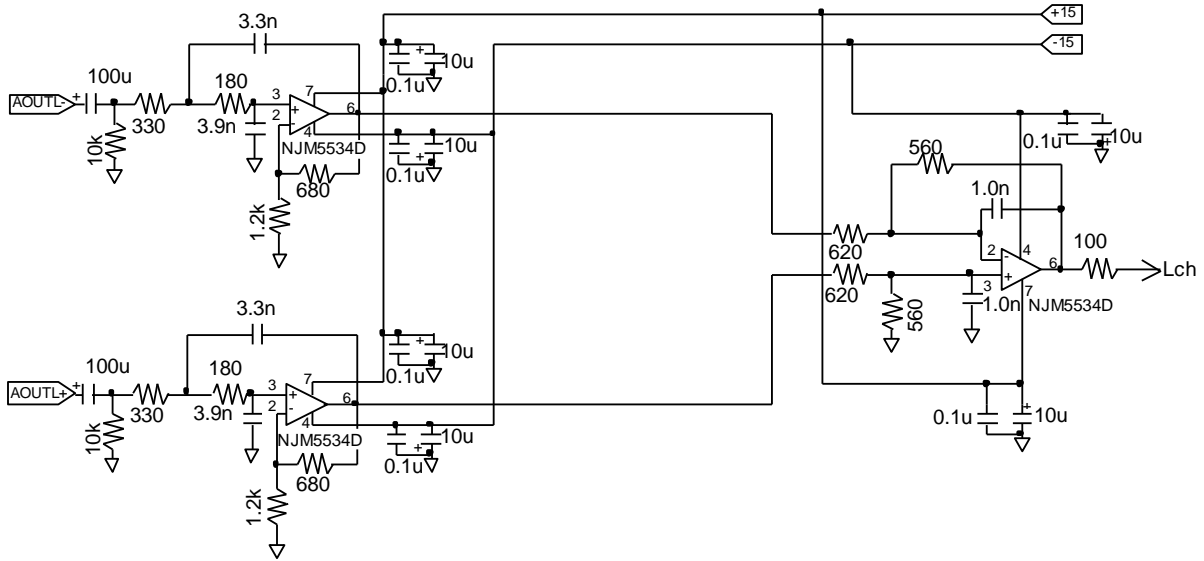 +15
-15
3.3n
100u
180
AOUTL-
+
330
3.9n
10k
3
2
+
-
7
4
6
NJM5534D
680
1.2k
+
10u
0.1u
10u
0.1u
+
0.1u
10u
+
560
1.0n
620
620
560
2
3
-
+
4
7
6
1.0n
NJM5534D
100
Lch
3.3n
100u
180
AOUTL+
+
330
3.9n
10k
3
2
+
-
7
4
6
NJM5534D
680
1.2k
+
10u
0.1u
10u
0.1u
+
0.1u
+
10u